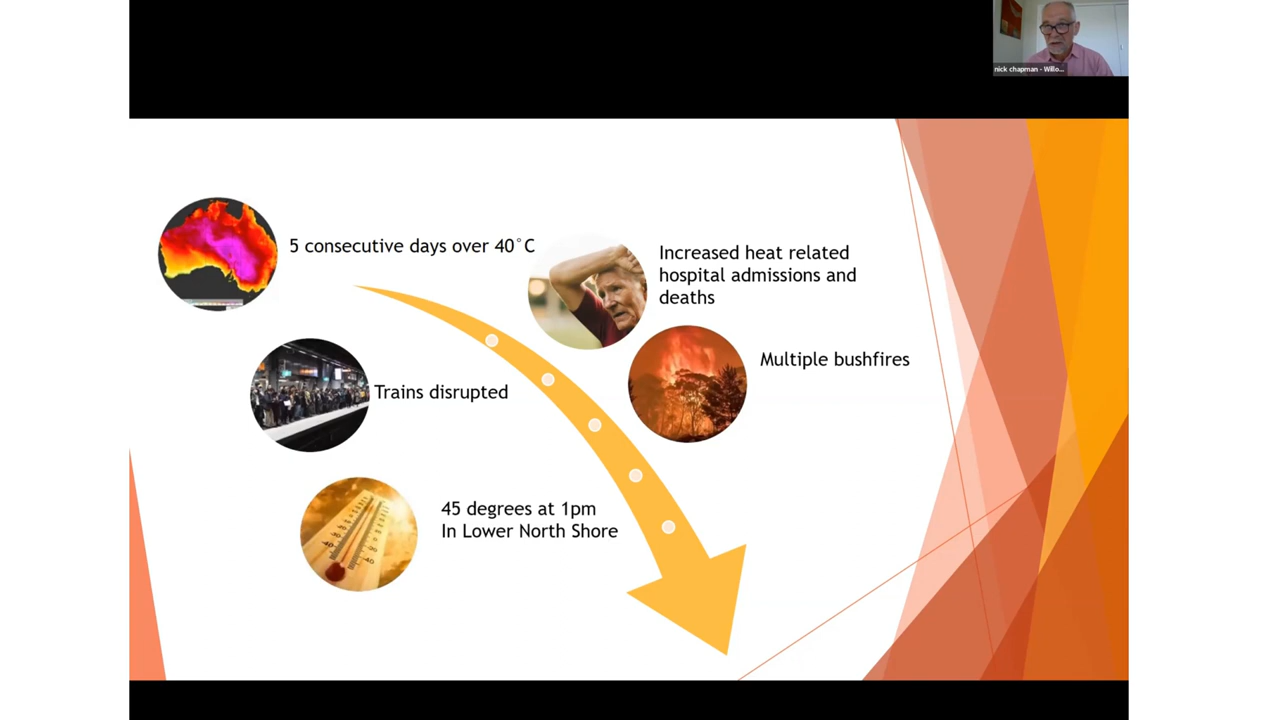 nick chapman - Willo...
5 consecutive days over 40°C
Increased heat related
hospital admissions and
deaths
Multiple bushfires
Trains disrupted
45 degrees at 1pm
In Lower North Shore